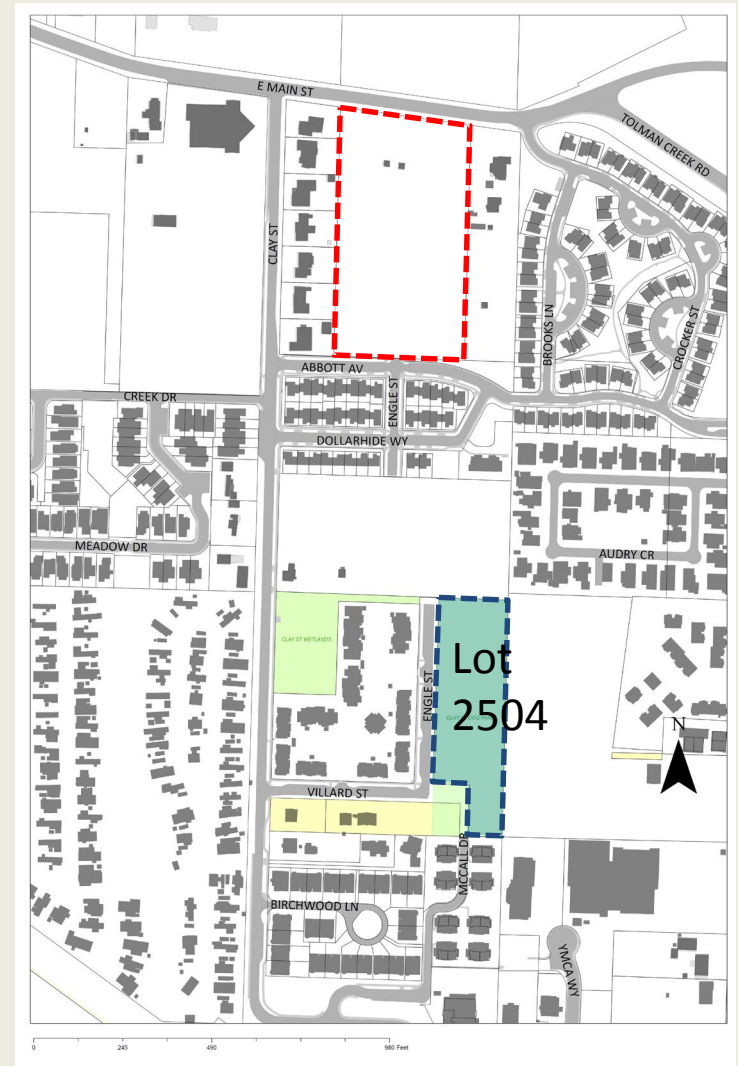 E MAIN ST
TOLMAN CREEK RD
CLAY ST
BROOKS LN
CROCKER ST
ABBOTT AV
ENGLE ST
CREEK DR
DOLLARHIDE WY
MEADOW DR
AUDRY CR
CLAY ST WETLANDS
Lot
2504
ENGLE ST
N
VILLARD ST
MCCALL DR
BIRCHWOOD LN
YMCA WY
0 245 490 980 Feet